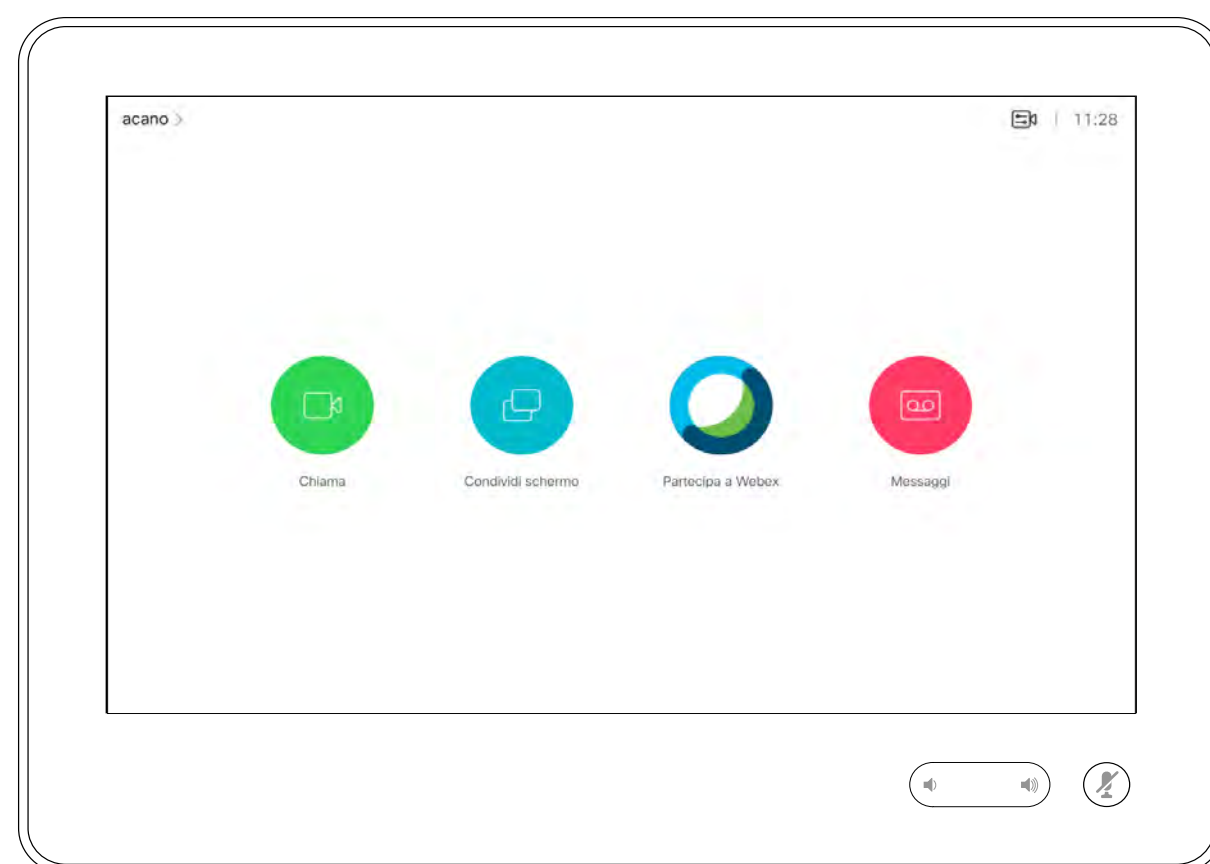 acano
11:28
Chiama
Condividi schermo
Partecipa a Webex
Messaggi